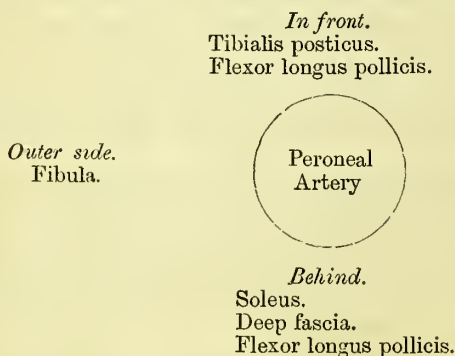 In front.
Tibialis posticus.
Flexor longus pollicis.
Outer side.
Fibula.
Peroneal
Artery
Behind.
Soleus.
Deep fascia.
Flexor longus pollicis.